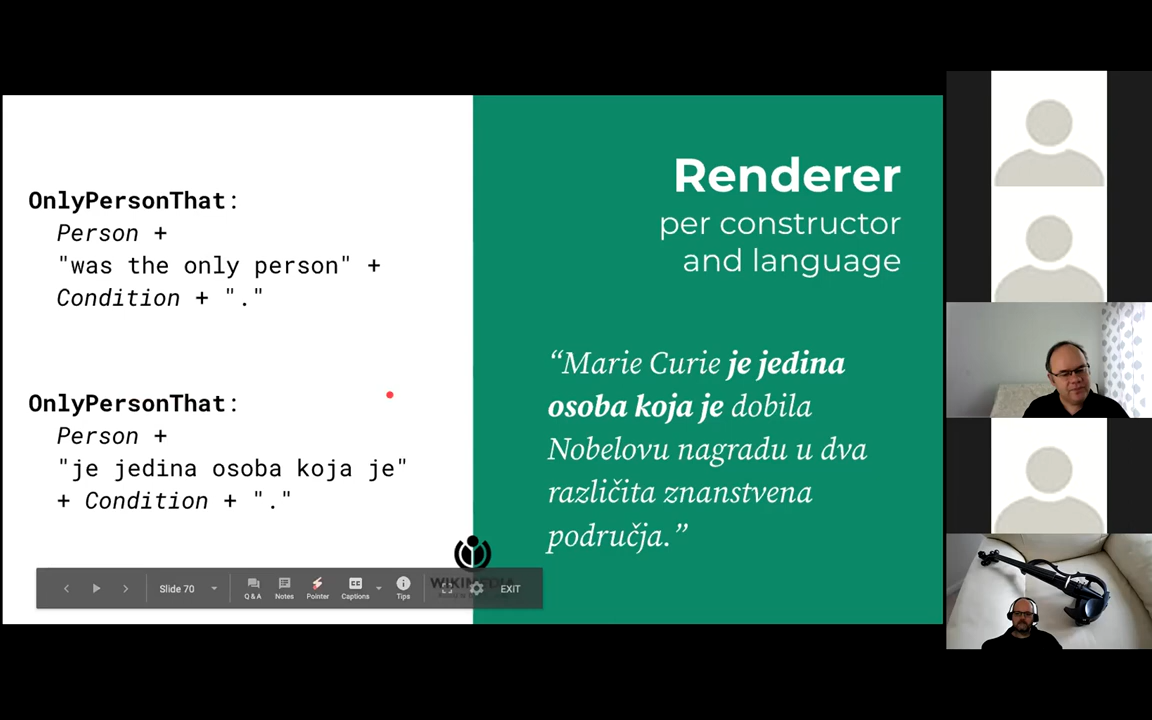 OnlyPersonThat:
Person +
"was the only person" +
Condition + "."
OnlyPersonThat:
Person +
"je jedina osoba koja je"
+ Condition + "."
Renderer
per constructor
and language
“Marie Curie je jedina
osoba koja je dobila
Nobelovu nagradu u dva
različita znanstvena
područja.”
WIKIMEDIA
Slide 70
Q & A
Notes
Pointer
Captions
Tips
EXIT